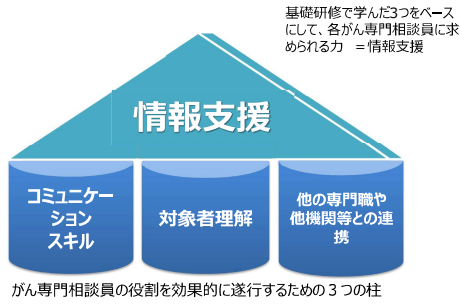 基礎研修で学んだ3つをベース
にして、各がん専門相談員に求
められる力　＝情報支援
情報支援
コミュニケー
ション
スキル
対象者理解
他の専門職や
他機関等との連
携
がん専門相談員の役割を効果的に遂行するための３つの柱